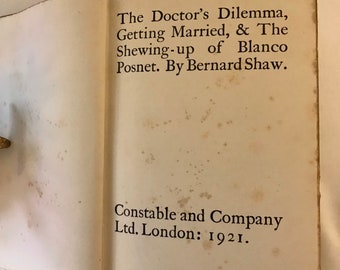 The Doctor's Dilemma,
Getting Married, & The
Shewing-up of Blanco
Posnet. By Bernard Shaw.
Constable and Company
Ltd. London: 1921.